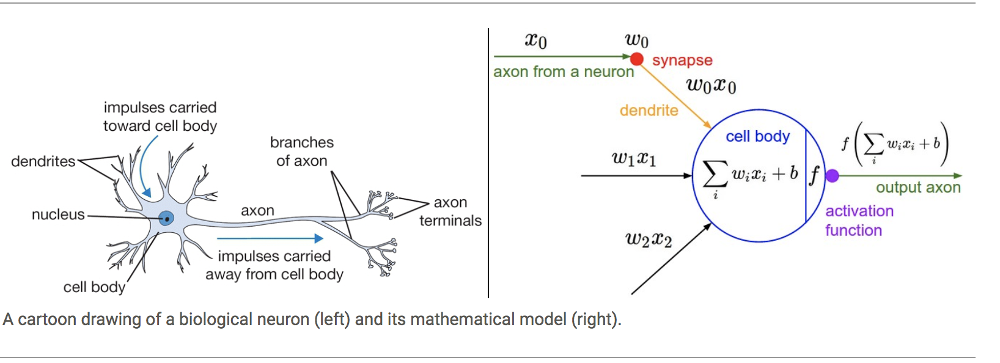 impulses carried
toward cell body
dendrites
nucleus
cell body
axon
impulses carried
away from cell body
branches
of axon
axon
terminals
x₀
w₀
axon from a neuron
synapse
w₀x₀
dendrite
w₁x₁
w₂x₂
cell body
∑ᵢ wᵢxᵢ + b
f
f(∑ᵢ wᵢxᵢ + b)
output axon
activation
function
A cartoon drawing of a biological neuron (left) and its mathematical model (right).